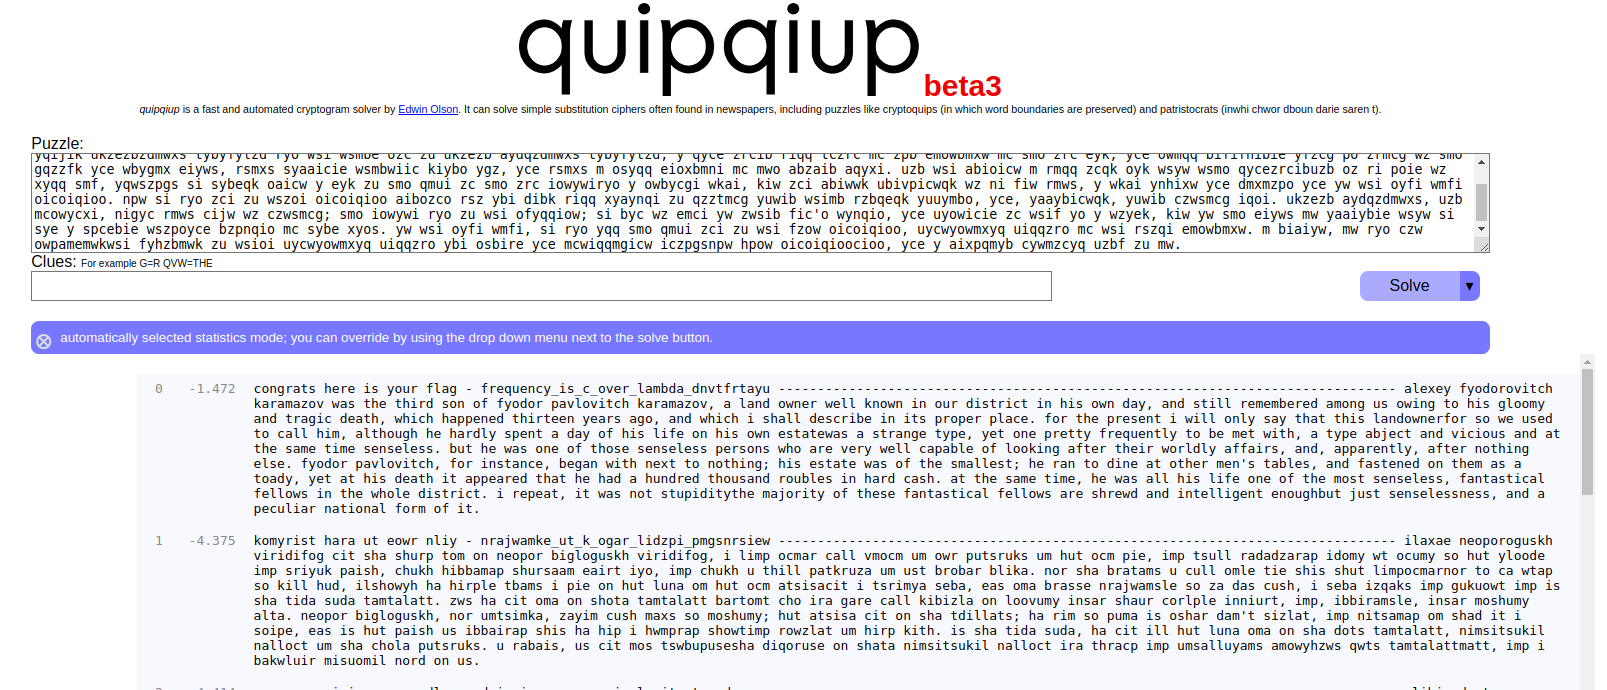 quipqiup beta3
quipqiup is a fast and automated cryptogram solver by Edwin Olson. It can solve simple substitution ciphers often found in newspapers, including puzzles like cryptoquips (in which word boundaries are preserved) and patristocrats (inwhi chwor dboun darie saren t).
Puzzle:
gqzzfk yce wbygmx eiyws, rsmxs syaaicie wsmbwiic kiybo ygz, yce rsmxs m osyqq eioxbmni mc mwo abzaib aqyxi. uzb wsi abioicw m rmqq zcqk oyk wsyw wsmo qycezrcibuzb oz ri poie wz
xyqq smf, yqwszpgs si sybeqk oaicw y eyk zu smo qmui zc smo zrc iowywiryo y owbycgi wkai, kiw zci abiwwk ubivpicwqk wz ni fiw rmws, y wkai ynhixw yce dmxmzpo yce yw wsi oyfi wmfi
oicoiqioo. npw si ryo zci zu wszoi oicoiqioo aibozco rsz ybi dibk riqq xyaynqi zu qzztmcg yuwib wsimb rzbqeqk yuuymbo, yce, yaaybicwqk, yuwib czwsmcg iqoi. ukzezb aydqzdmwxs, uzb
mcowycxi, nigyc rmws cijw wz czwsmcg; smo iowywi ryo zu wsi ofyqqiow; si byc wz emci yw zwsib fic'o wynqio, yce uyowicie zc wsif yo y wzyek, kiw yw smo eiyws mw yaaiybie wsyw si
sye y spcebie wszpoyce bzpnqio mc sybe xyos. yw wsi oyfi wmfi, si ryo yqq smo qmui zci zu wsi fzow oicoiqioo, uycwyowmxyq uiqqzro mc wsi rszqi emowbmxw. m biaiyw, mw ryo czw
owpamemwkwsi fyhzbmwk zu wsioi uycwyowmxyq uiqqzro ybi osbire yce mcwiqqmgicw iczpgsnpw hpow oicoiqioocioo, yce y aixpqmyb cywmzcyq uzbf zu mw.
Clues: For example G=R QVW=THE
Solve ▼
automatically selected statistics mode; you can override by using the drop down menu next to the solve button.
0 -1.472 congrats here is your flag - frequency_is_c_over_lambda_dnvtfrtayu -------------------------------------------------------------------------------- alexey fyodorovitch
karamazov was the third son of fyodor pavlovitch karamazov, a land owner well known in our district in his own day, and still remembered among us owing to his gloomy
and tragic death, which happened thirteen years ago, and which i shall describe in its proper place. for the present i will only say that this landownerfor so we used
to call him, although he hardly spent a day of his life on his own estatewas a strange type, yet one pretty frequently to be met with, a type abject and vicious and at
the same time senseless. but he was one of those senseless persons who are very well capable of looking after their worldly affairs, and, apparently, after nothing
else. fyodor pavlovitch, for instance, began with next to nothing; his estate was of the smallest; he ran to dine at other men's tables, and fastened on them as a
toady, yet at his death it appeared that he had a hundred thousand roubles in hard cash. at the same time, he was all his life one of the most senseless, fantastical
fellows in the whole district. i repeat, it was not stupiditythe majority of these fantastical fellows are shrewd and intelligent enoughbut just senselessness, and a
peculiar national form of it.
1 -4.375 komyrist hara ut eowr nliy - nrajwamke_ut_k_ogar_lidzpi_pmgsnrsiew -------------------------------------------------------------------------------- ilaxae neoporoguskh
viridifog cit sha shurp tom on neopor bigloguskh viridifog, i limp ocmar call vmocm um owr putsruks um hut ocm pie, imp tsull radadzarap idomy wt ocumy so hut yloode
imp sriyuk paish, chukh hibbamap shursaam eairt iyo, imp chukh u thill patkruza um ust brobar blika. nor sha bratams u cull omle tie shis shut limpocmarnor to ca wtap
so kill hud, ilshowyh ha hirple tbams i pie on hut luna om hut ocm atsisacit i tsrimya seba, eas oma brasse nrajwamsle so za das cush, i seba izqaks imp gukuowt imp is
sha tida suda tamtalatt. zws ha cit oma on shota tamtalatt bartomt cho ira gare call kibizla on loovumy insar shaur corlple inniurt, imp, ibbiramsle, insar moshumy
alta. neopor bigloguskh, nor umtsimka, zayim cush maxs so moshumy; hut atsisa cit on sha tdillats; ha rim so puma is oshar dam't sizlat, imp nitsamap om shad it i
soipe, eas is hut paish us ibbairap shis ha hip i hwmprap showtimp rowzlat um hirp kith. is sha tida suda, ha cit ill hut luna oma on sha dots tamtalatt, nimsitsukil
nalloct um sha chola putsruks. u rabais, us cit mos tswbupusesha diqoruse on shata nimsitsukil nalloct ira thracp imp umsalluyams amowyhzws qwts tamtalattmatt, imp i
bakwluir misuomil nord on us.